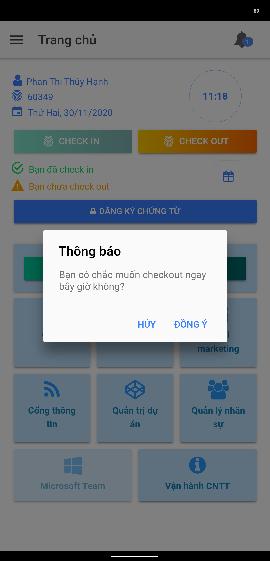 Trang chủ
1
Phan Thị Thúy Hạnh
60349
Thứ Hai, 30/11/2020
11:18
CHECK IN
CHECK OUT
Bạn đã check in
Bạn chưa check out
ĐĂNG KÝ CHỨNG TỪ
Thông báo
Bạn có chắc muốn checkout ngay
bây giờ không?
HỦY
ĐỒNG Ý
marketing
Cổng thông
tin
Quản trị dự
án
Quản lý nhân
sự
Microsoft Team
Vận hành CNTT